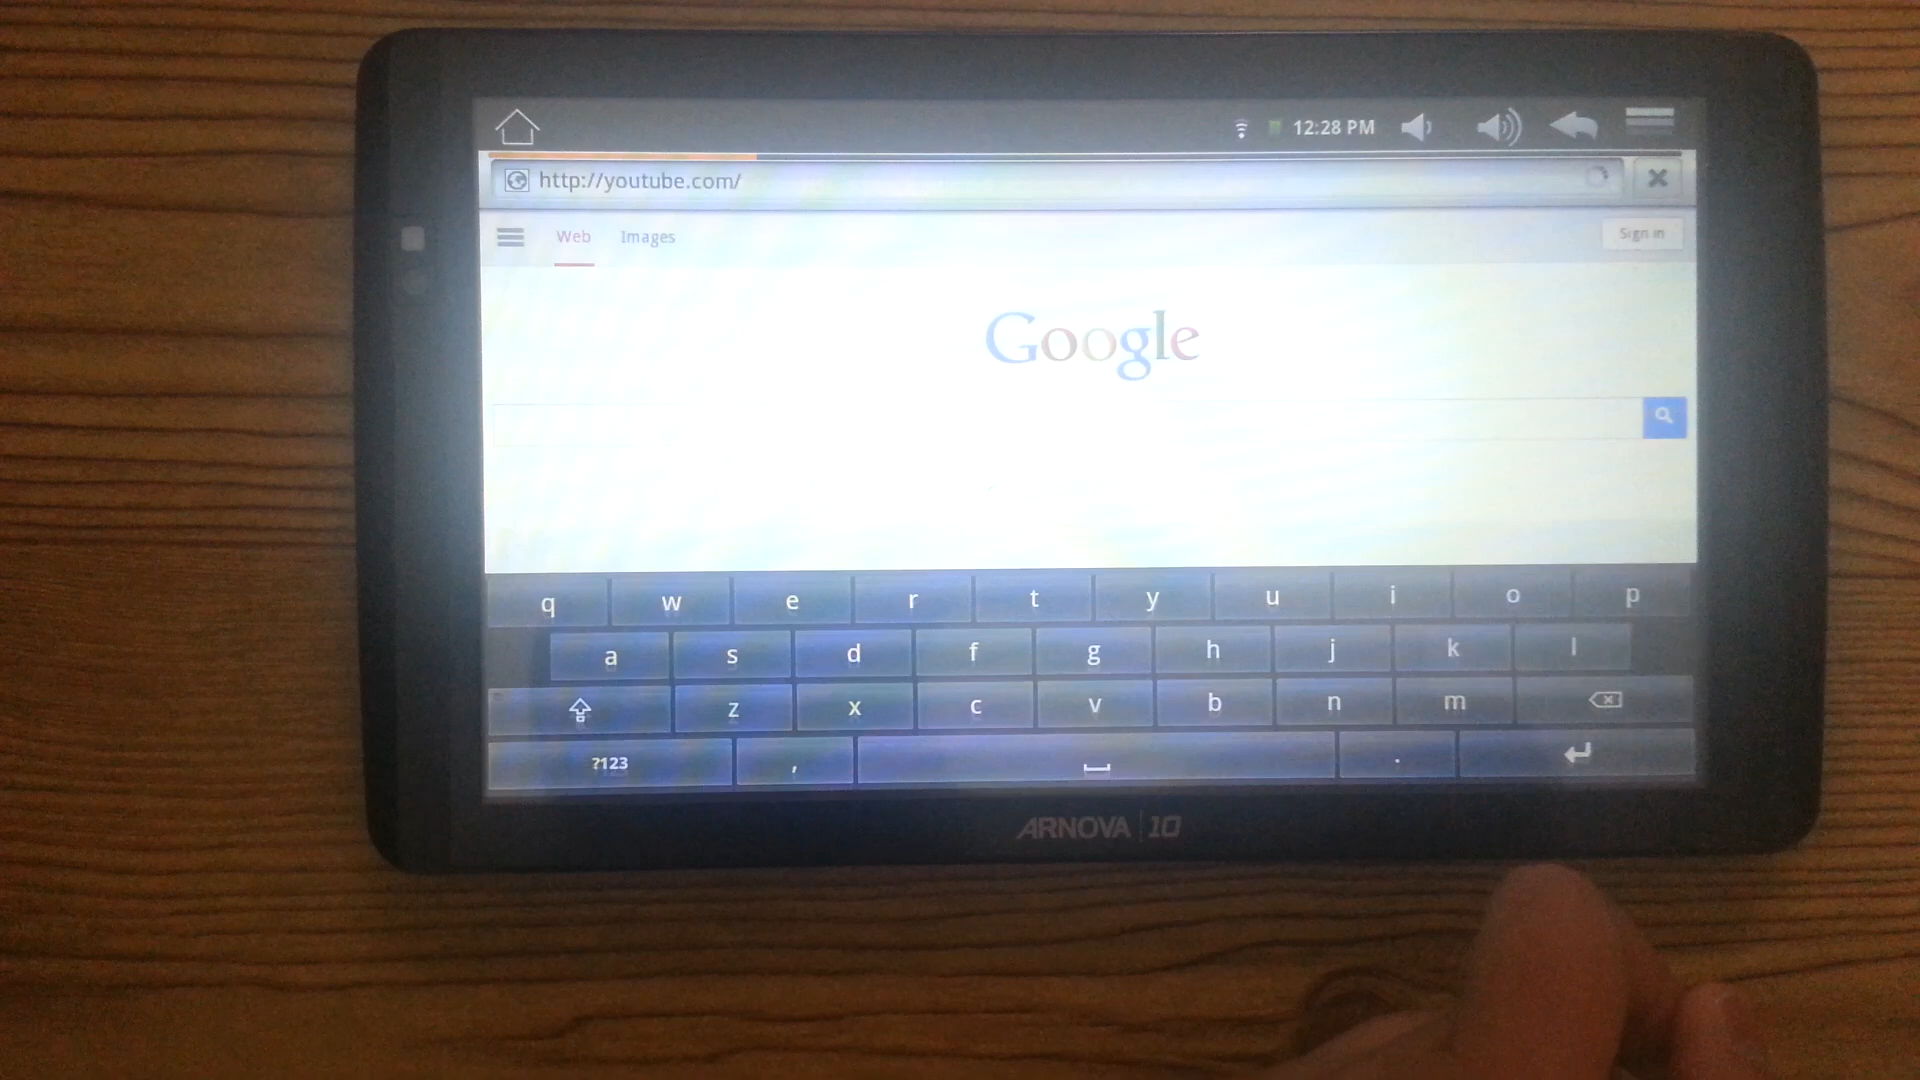 12:28 PM
http://youtube.com/
Web Images Sign in
Google
q w e r t y u i o p
a s d f g h j k l
z x c v b n m
?123 , .
ARNOVA 10